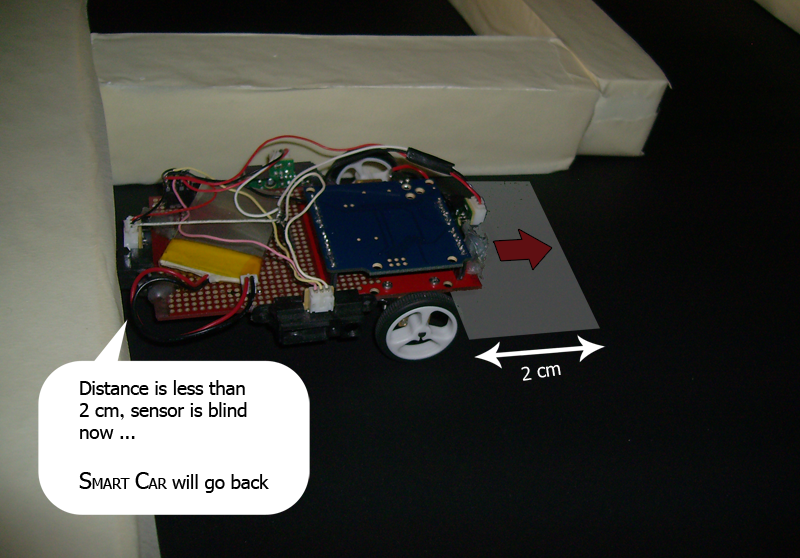 2 cm
Distance is less than
2 cm, sensor is blind
now ...
SMART CAR will go back